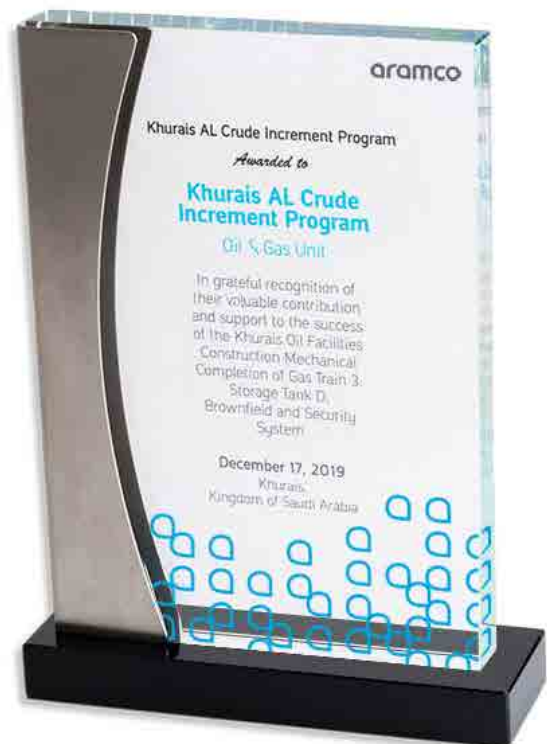 aramco
Khurais AL Crude Increment Program
Awarded to
Khurais AL Crude
Increment Program
Oil & Gas Unit
In grateful recognition of
their valuable contribution
and support to the success
of the Khurais Oil Facilities
Construction Mechanical
Completion of Gas Train 3,
Storage Tank D,
Brownfield and Security
System
December 17, 2019
Khurais,
Kingdom of Saudi Arabia